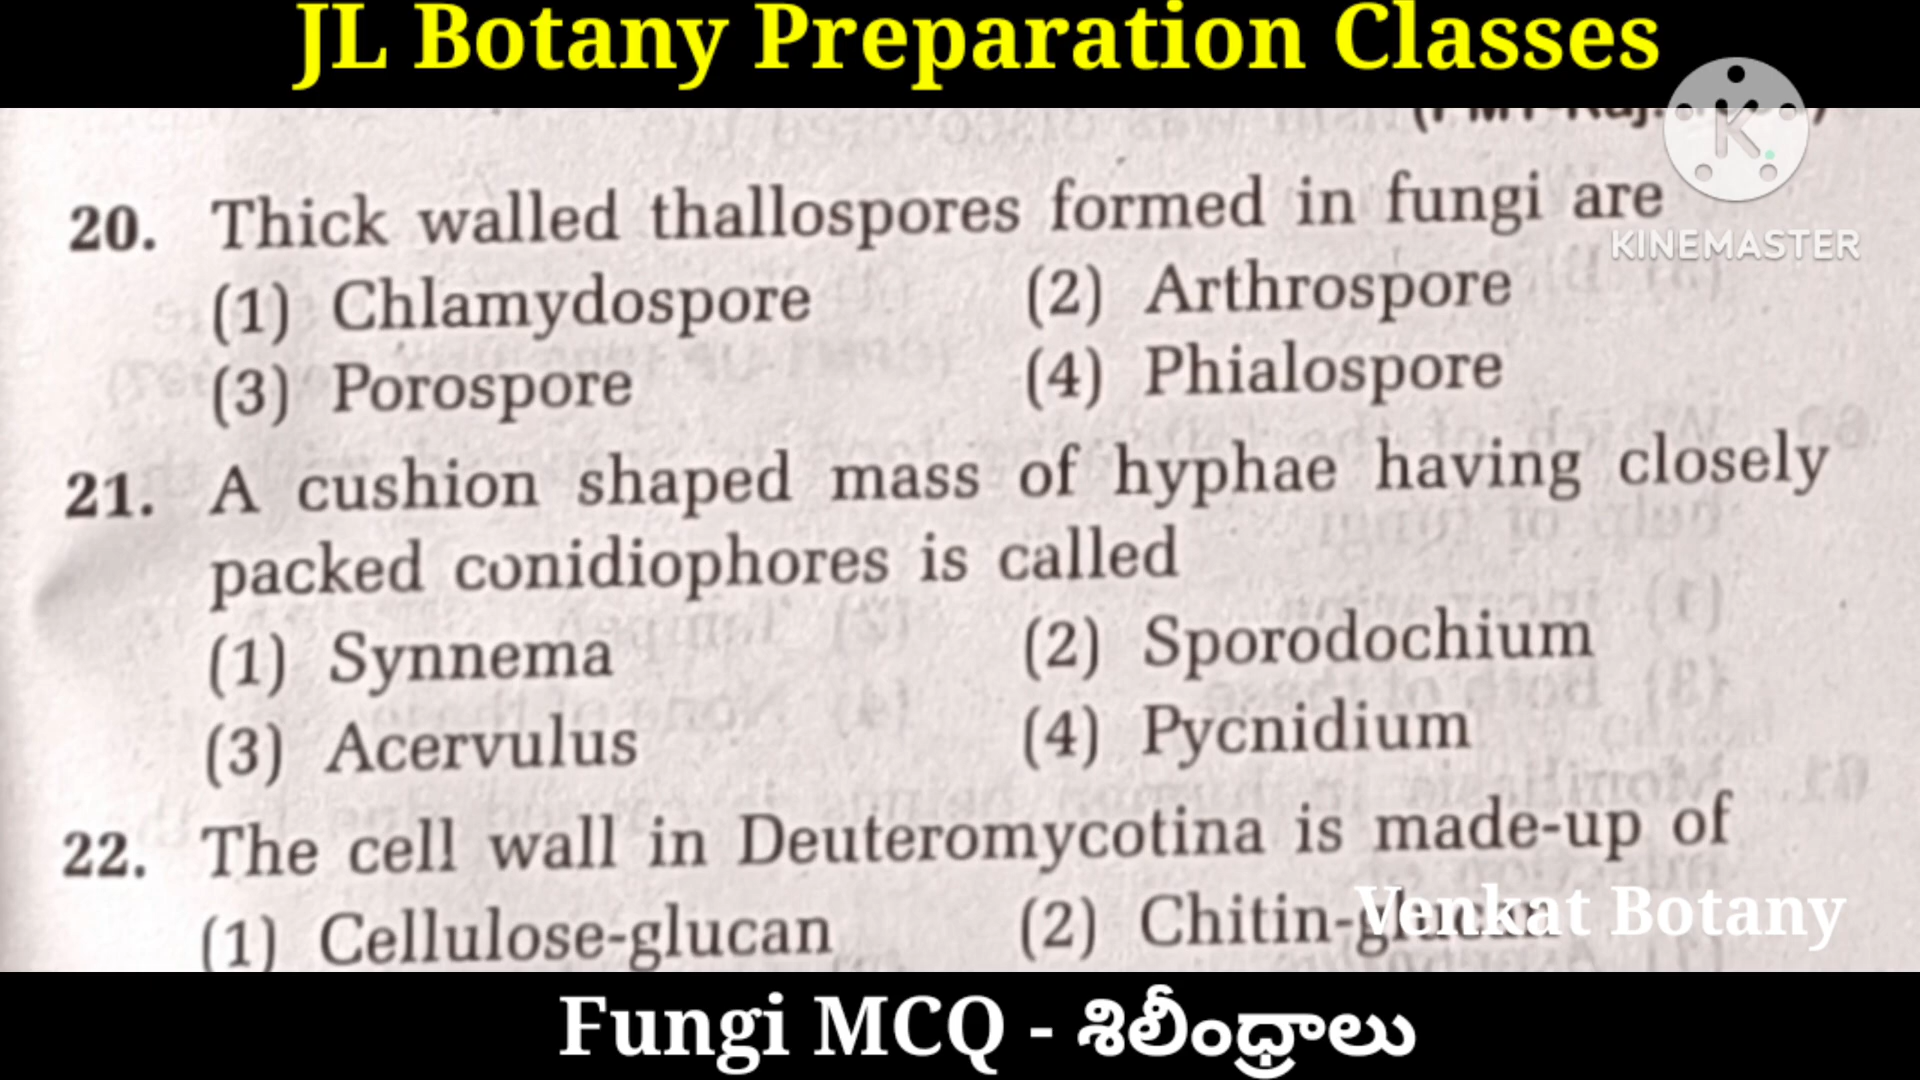 JL Botany Preparation Classes
KINEMASTER
20. Thick walled thallospores formed in fungi are
(1) Chlamydospore (2) Arthrospore
(3) Porospore (4) Phialospore
21. A cushion shaped mass of hyphae having closely
packed conidiophores is called
(1) Synnema (2) Sporodochium
(3) Acervulus (4) Pycnidium
22. The cell wall in Deuteromycotina is made-up of
(1) Cellulose-glucan (2) Chitin-glucan
Venkat Botany
Fungi MCQ - శిలీంధ్రాలు